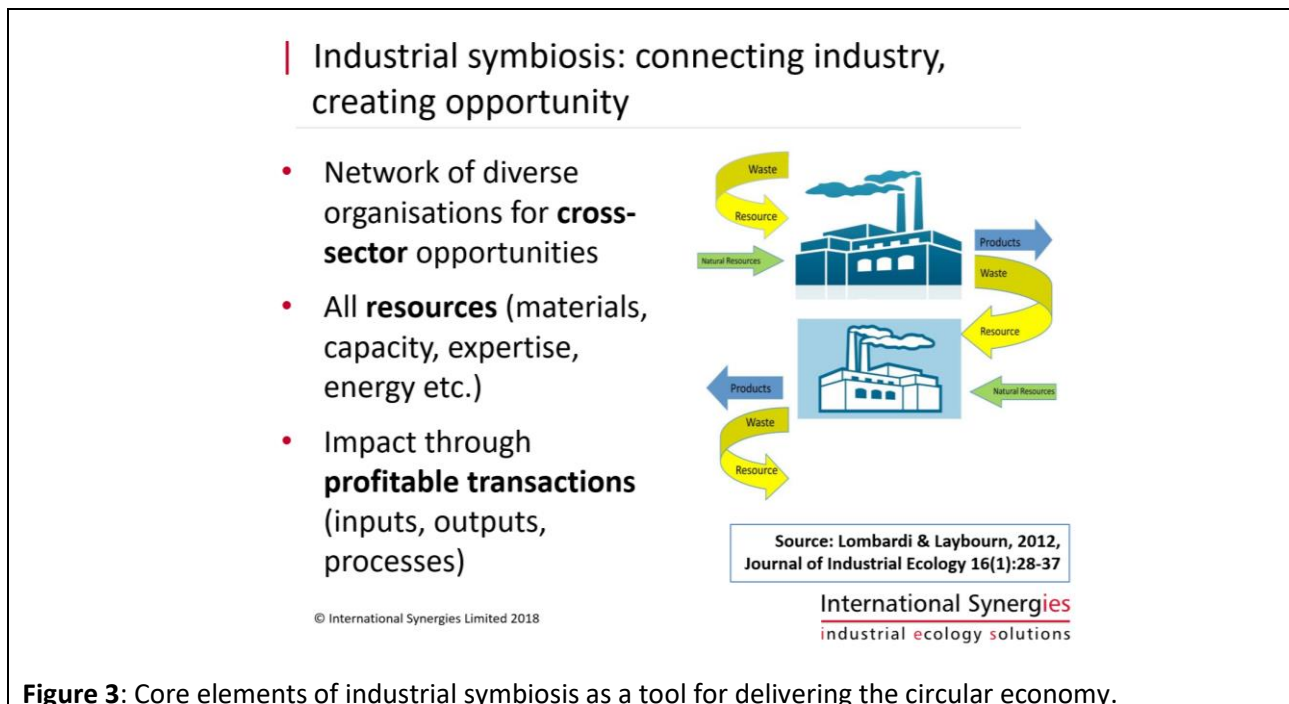 | Industrial symbiosis: connecting industry,
creating opportunity
• Network of diverse
organisations for cross-
sector opportunities
• All resources (materials,
capacity, expertise,
energy etc.)
• Impact through
profitable transactions
(inputs, outputs,
processes)
Waste
Resource
Natural Resources
Products
Waste
Resource
Products
Natural Resources
Waste
Resource
Source: Lombardi & Laybourn, 2012,
Journal of Industrial Ecology 16(1):28-37
© International Synergies Limited 2018
International Synergies
industrial ecology solutions
Figure 3: Core elements of industrial symbiosis as a tool for delivering the circular economy.